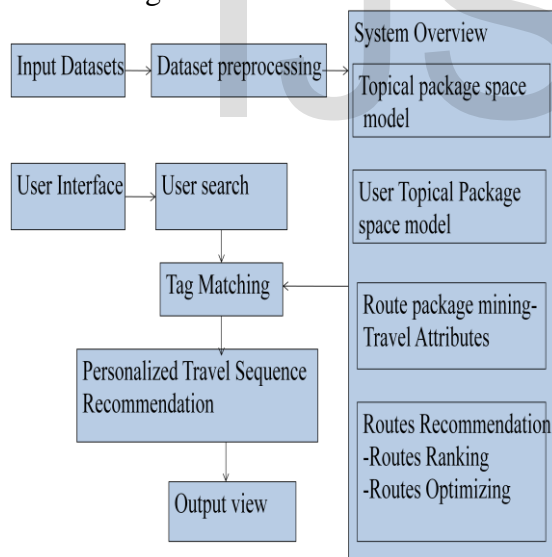 System Overview
Input Datasets
Dataset preprocessing
Topical package space
model
User Interface
User search
User Topical Package
space model
Tag Matching
Route package mining-
Travel Attributes
Personalized Travel Sequence
Recommendation
Routes Recommendation
-Routes Ranking
-Routes Optimizing
Output view